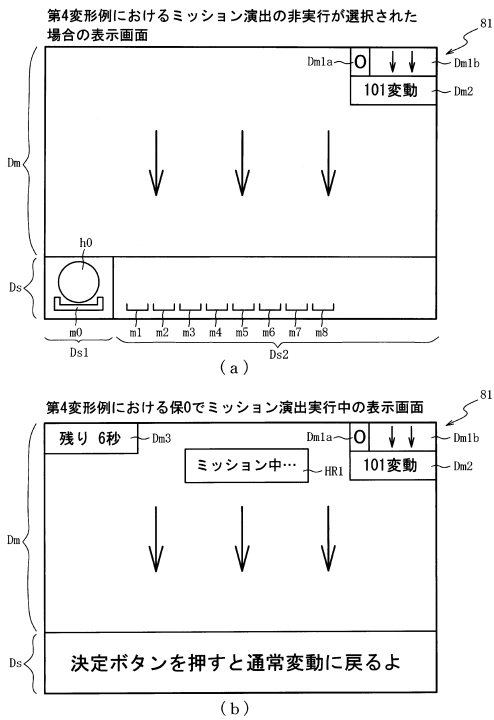 第4変形例におけるミッション演出の非実行が選択された
場合の表示画面
81
Dm1a 0 Dm1b
101変動 Dm2
Dm
h0
Ds
m0 m1 m2 m3 m4 m5 m6 m7 m8
Ds1 Ds2
(a)
第4変形例における保0でミッション演出実行中の表示画面
81
残り 6秒 Dm3 Dm1a 0 Dm1b
ミッション中… HR1 101変動 Dm2
Dm
Ds 決定ボタンを押すと通常変動に戻るよ
(b)